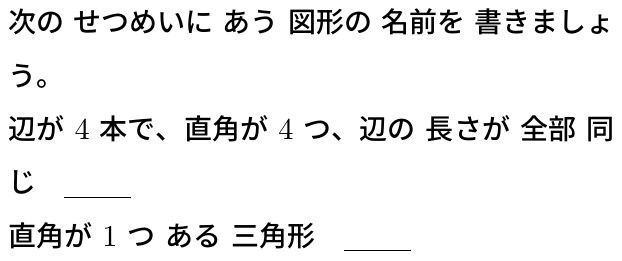 次の せつめいに あう 図形の 名前を 書きましょ
う。
辺が 4 本で、直角が 4 つ、辺の 長さが 全部 同
じ ____
直角が 1 つ ある 三角形 ____